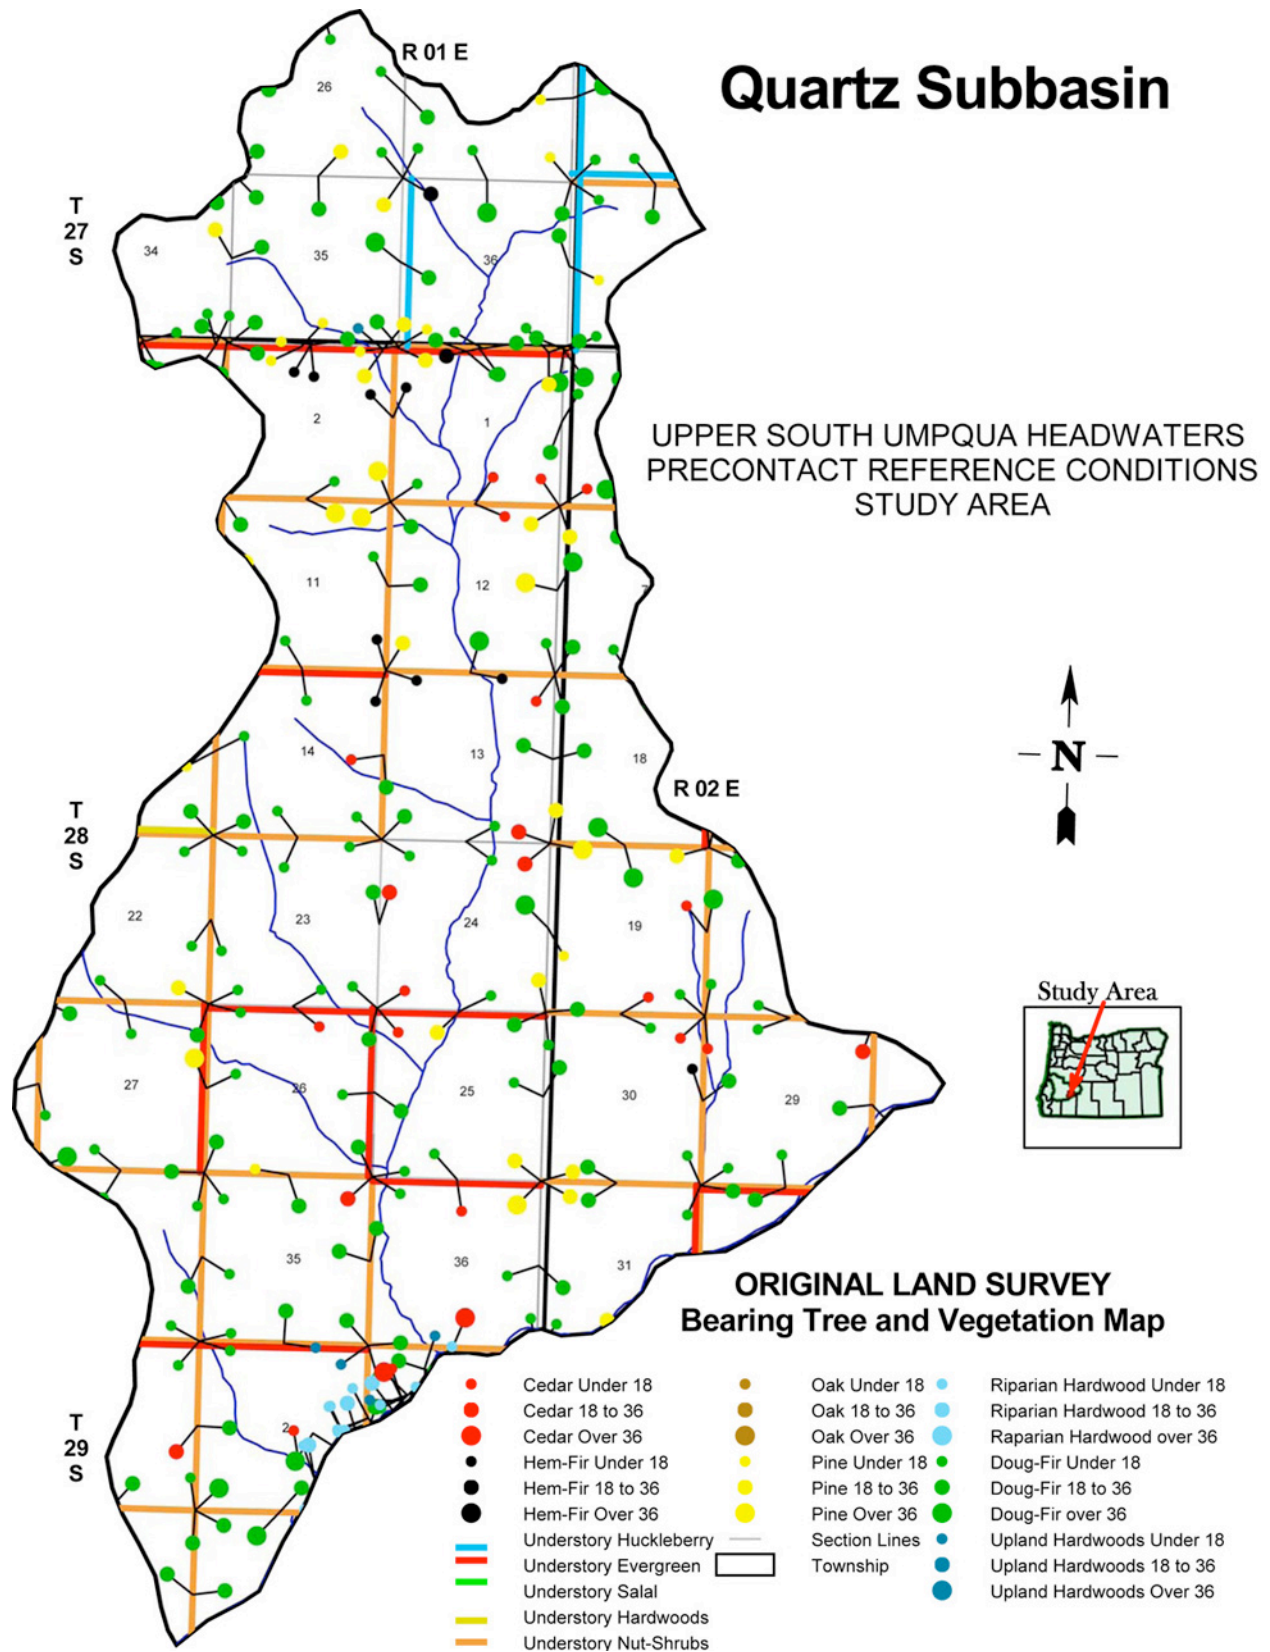 Quartz Subbasin
R 01 E
26
T
27
S
34
35
36
UPPER SOUTH UMPQUA HEADWATERS
PRECONTACT REFERENCE CONDITIONS
STUDY AREA
2
1
11
12
7
14
13
18
N
R 02 E
T
28
S
22
23
24
19
Study Area
27
26
25
30
29
35
36
31
ORIGINAL LAND SURVEY
Bearing Tree and Vegetation Map
T
29
S
2
Cedar Under 18
Cedar 18 to 36
Cedar Over 36
Hem-Fir Under 18
Hem-Fir 18 to 36
Hem-Fir Over 36
Understory Huckleberry
Understory Evergreen
Understory Salal
Understory Hardwoods
Understory Nut-Shrubs
Oak Under 18
Oak 18 to 36
Oak Over 36
Pine Under 18
Pine 18 to 36
Pine Over 36
Section Lines
Township
Riparian Hardwood Under 18
Riparian Hardwood 18 to 36
Raparian Hardwood over 36
Doug-Fir Under 18
Doug-Fir 18 to 36
Doug-Fir over 36
Upland Hardwoods Under 18
Upland Hardwoods 18 to 36
Upland Hardwoods Over 36